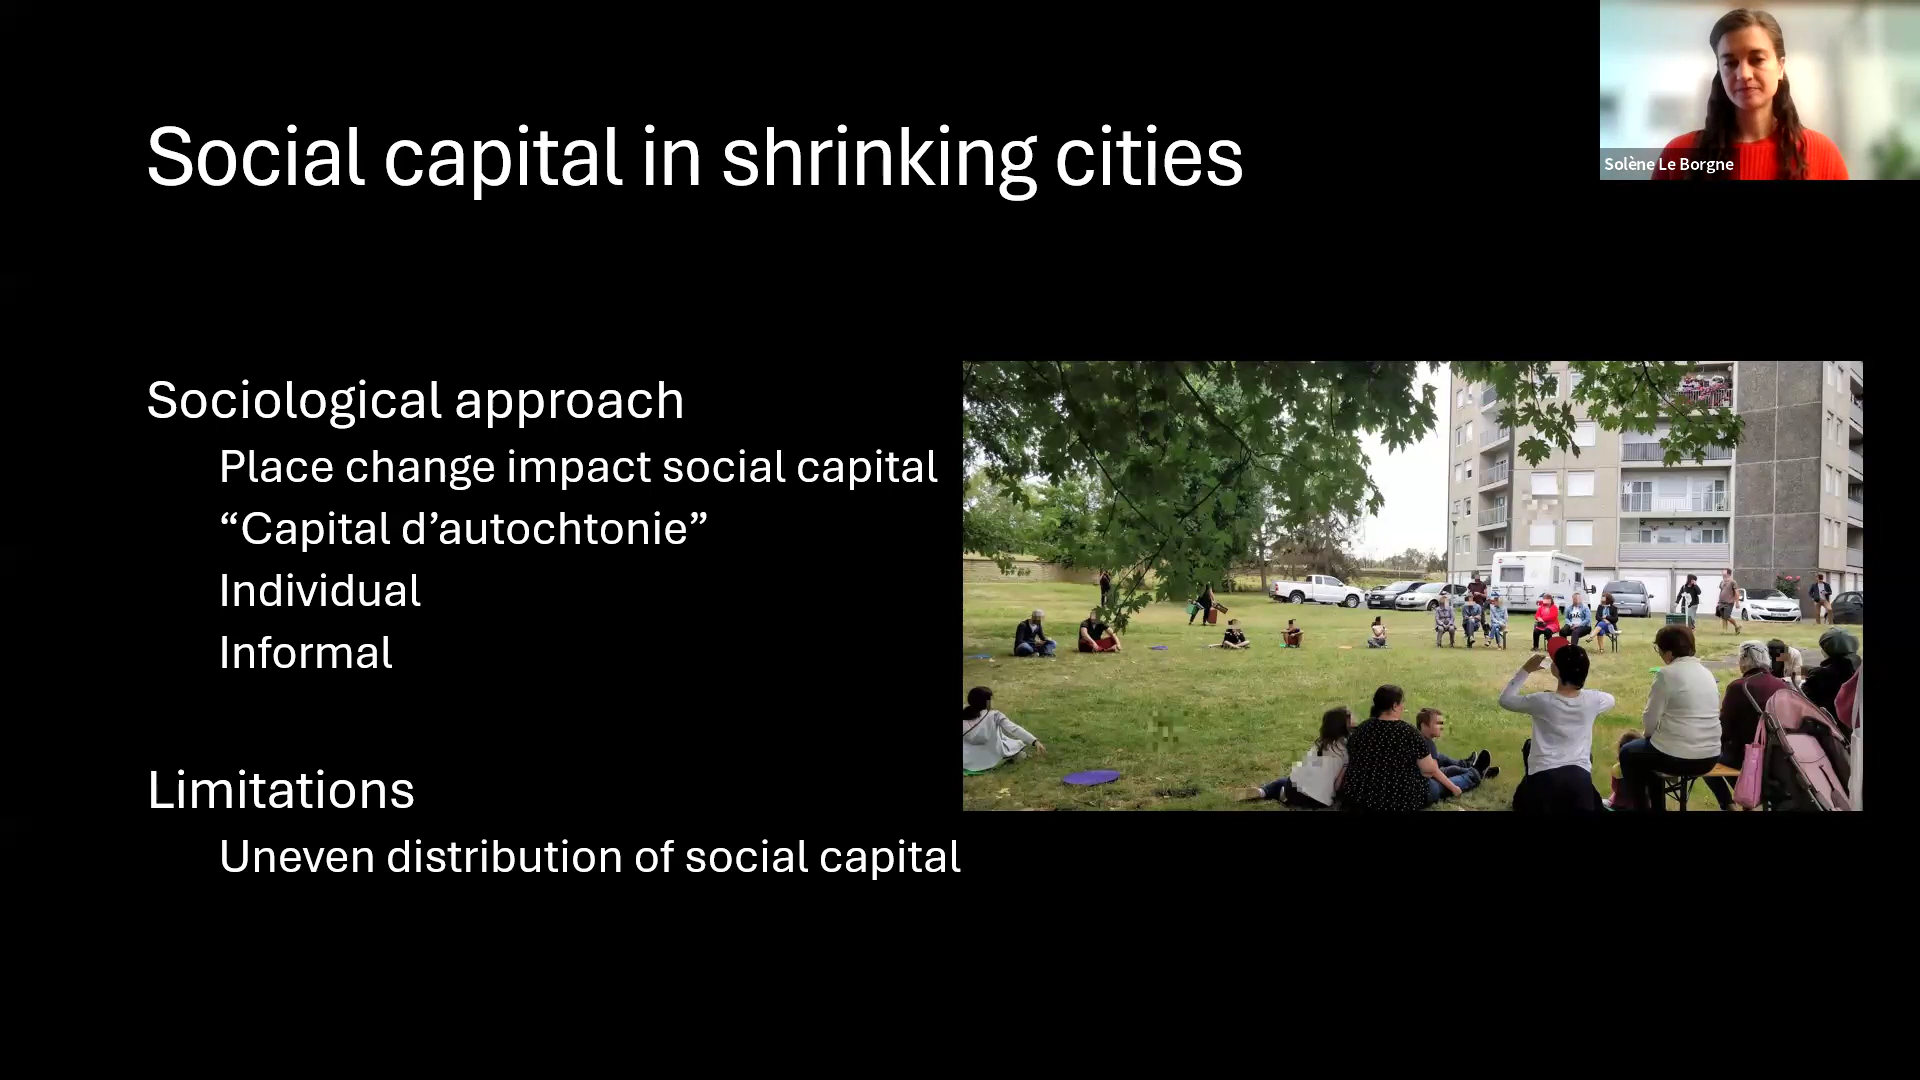 Social capital in shrinking cities
Solène Le Borgne
Sociological approach
Place change impact social capital
“Capital d’autochtonie”
Individual
Informal
Limitations
Uneven distribution of social capital